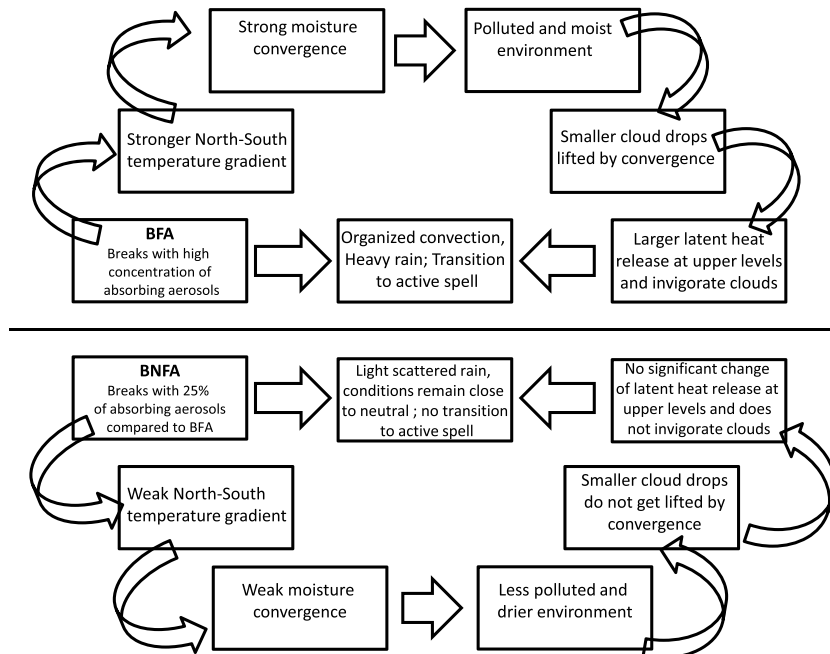 Strong moisture
convergence
Polluted and moist
environment
Stronger North-South
temperature gradient
Smaller cloud drops
lifted by convergence
BFA
Breaks with high
concentration of
absorbing aerosols
Organized convection,
Heavy rain; Transition
to active spell
Larger latent heat
release at upper levels
and invigorate clouds
BNFA
Breaks with 25%
of absorbing aerosols
compared to BFA
Light scattered rain,
conditions remain close
to neutral ; no transition
to active spell
No significant change
of latent heat release at
upper levels and does
not invigorate clouds
Weak North-South
temperature gradient
Smaller cloud drops
do not get lifted by
convergence
Weak moisture
convergence
Less polluted and
drier environment